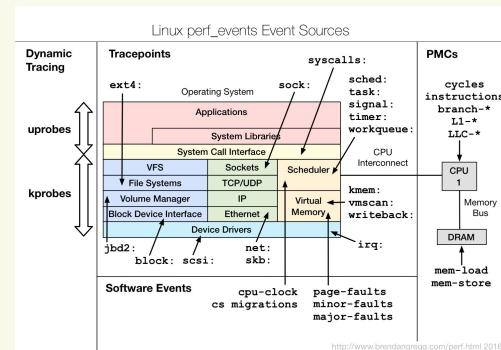 Linux perf_events Event Sources
Dynamic
Tracing
Tracepoints
PMCs
syscalls:
ext4:
Operating System
sock:
sched:
task:
signal:
timer:
workqueue:
cycles
instructions
branch-*
L1-*
LLC-*
uprobes
Applications
System Libraries
System Call Interface
CPU
Interconnect
kprobes
VFS
Sockets
Scheduler
File Systems
TCP/UDP
Volume Manager
IP
Virtual
Memory
Block Device Interface
Ethernet
Device Drivers
kmem:
vmscan:
writeback:
CPU
1
Memory
Bus
DRAM
jbd2:
block:
scsi:
net:
skb:
irq:
mem-load
mem-store
Software Events
cpu-clock
cs migrations
page-faults
minor-faults
major-faults
http://www.brendangregg.com/perf.html 2016